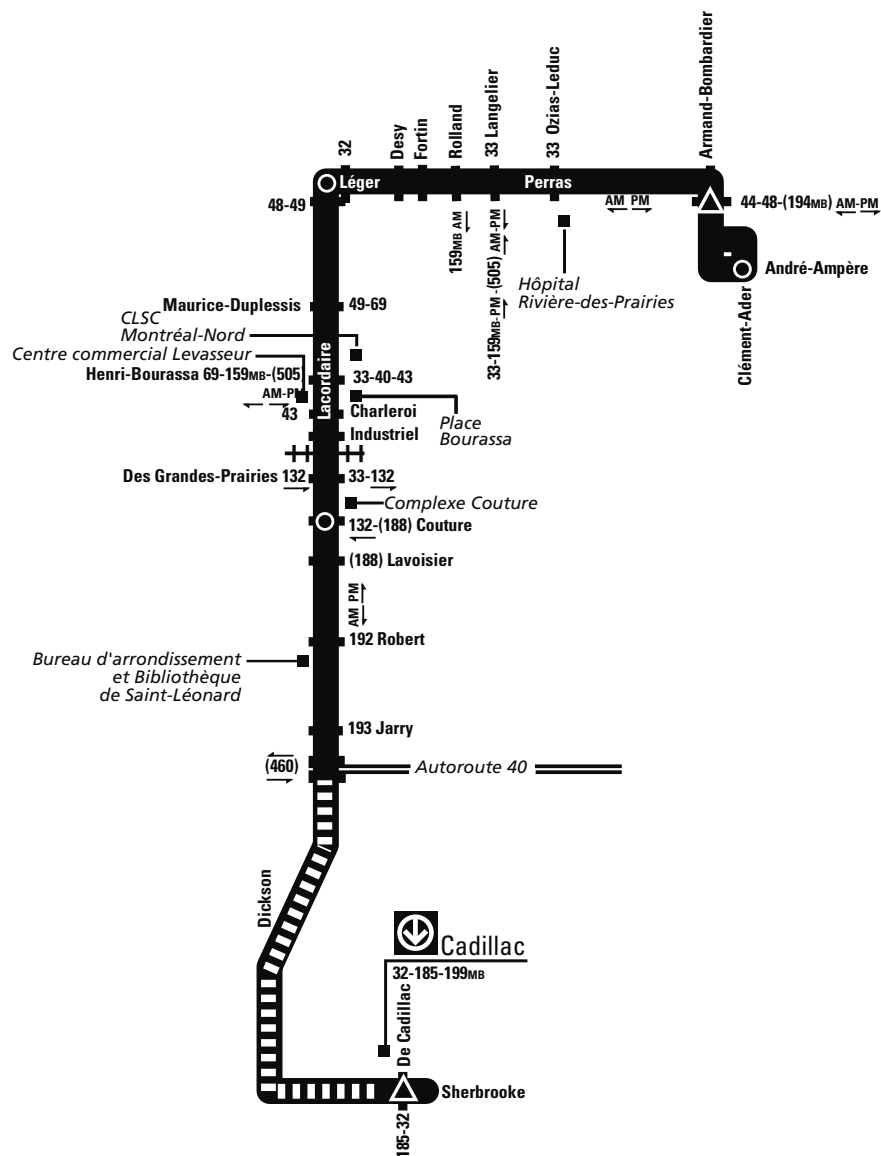 32
Desy
Fortin
Rolland
33 Langelier
33 Ozias-Leduc
Armand-Bombardier
Léger
Perras
48-49
159MB AM
33-159MB-PM -(505) AM-PM
AM PM
44-48-(194MB) AM-PM
Hôpital
Rivière-des-Prairies
André-Ampère
Clément-Ader
Maurice-Duplessis
49-69
CLSC
Montréal-Nord
Centre commercial Levasseur
Henri-Bourassa 69-159MB-(505)
AM-PM
33-40-43
Lacordaire
43
Charleroi
Place
Bourassa
Industriel
Des Grandes-Prairies 132
33-132
Complexe Couture
132-(188) Couture
(188) Lavoisier
AM PM
192 Robert
Bureau d'arrondissement
et Bibliothèque
de Saint-Léonard
193 Jarry
(460)
Autoroute 40
Dickson
Cadillac
32-185-199MB
De Cadillac
Sherbrooke
185-32